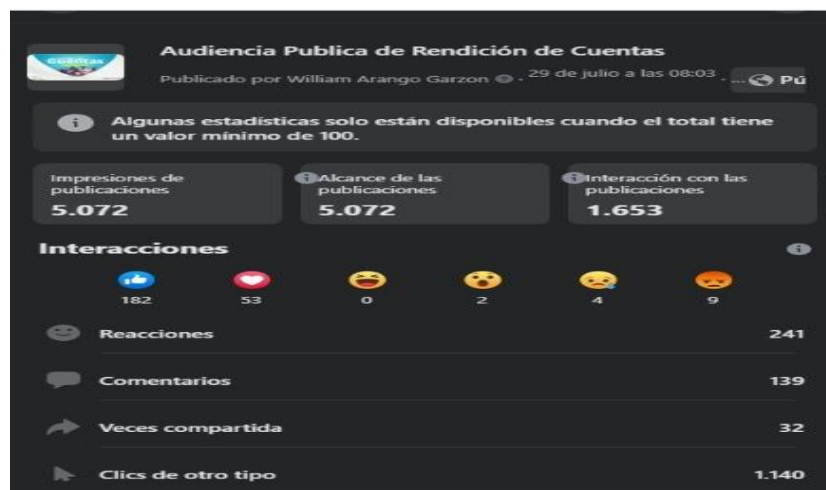 Cuentas
Audiencia Publica de Rendición de Cuentas
Publicado por William Arango Garzon . 29 de julio a las 08:03 . ... Pú
Algunas estadísticas solo están disponibles cuando el total tiene
un valor mínimo de 100.
Impresiones de
publicaciones
5.072
Alcance de las
publicaciones
5.072
Interacción con las
publicaciones
1.653
Interacciones
182 53 0 2 4 9
Reacciones 241
Comentarios 139
Veces compartida 32
Clics de otro tipo 1.140